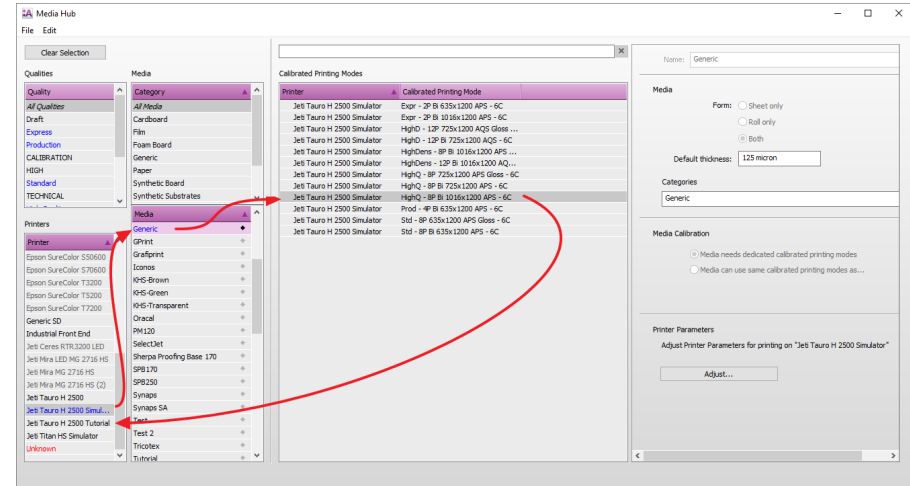 Media Hub
File Edit
Clear Selection
Qualities
Quality
All Qualities
Draft
Express
Production
CALIBRATION
HIGH
Standard
TECHNICAL
Printers
Printer
Epson SureColor S50600
Epson SureColor S70600
Epson SureColor T3200
Epson SureColor T5200
Epson SureColor T7200
Generic SD
Industrial Front End
Jeti Ceres RTR3200 LED
Jeti Mira LED MG 2716 HS
Jeti Mira MG 2716 HS
Jeti Mira MG 2716 HS (2)
Jeti Tauro H 2500
Jeti Tauro H 2500 Simul...
Jeti Tauro H 2500 Tutorial
Jeti Titan HS Simulator
Unknown
Media
Category
All Media
Cardboard
Film
Foam Board
Generic
Paper
Synthetic Board
Synthetic Substrates
Media
Generic
GPrint
Grafiprint
Iconos
KHS-Brown
KHS-Green
KHS-Transparent
Oracal
PM120
SelectJet
Sherpa Proofing Base 170
SPB170
SPB250
Synaps
Synaps SA
Test
Test 2
Tricotex
Tutorial
Calibrated Printing Modes
Printer Calibrated Printing Mode
Jeti Tauro H 2500 Simulator Expr - 2P Bi 635x1200 APS - 6C
Jeti Tauro H 2500 Simulator Expr - 2P Bi 1016x1200 APS - 6C
Jeti Tauro H 2500 Simulator HighD - 12P 725x1200 AQS Gloss ...
Jeti Tauro H 2500 Simulator HighD - 12P Bi 725x1200 AQS - 6C
Jeti Tauro H 2500 Simulator HighDens - 8P Bi 1016x1200 APS ...
Jeti Tauro H 2500 Simulator HighDens - 12P Bi 1016x1200 AQ...
Jeti Tauro H 2500 Simulator HighQ - 8P 725x1200 APS Gloss - 6C
Jeti Tauro H 2500 Simulator HighQ - 8P Bi 725x1200 APS - 6C
Jeti Tauro H 2500 Simulator HighQ - 8P Bi 1016x1200 APS - 6C
Jeti Tauro H 2500 Simulator Prod - 4P Bi 635x1200 APS - 6C
Jeti Tauro H 2500 Simulator Std - 8P 635x1200 APS Gloss - 6C
Jeti Tauro H 2500 Simulator Std - 8P Bi 635x1200 APS - 6C
Name: Generic
Media
Form: Sheet only
Roll only
Both
Default thickness: 125 micron
Categories
Generic
Media Calibration
Media needs dedicated calibrated printing modes
Media can use same calibrated printing modes as...
Printer Parameters
Adjust Printer Parameters for printing on "Jeti Tauro H 2500 Simulator"
Adjust...